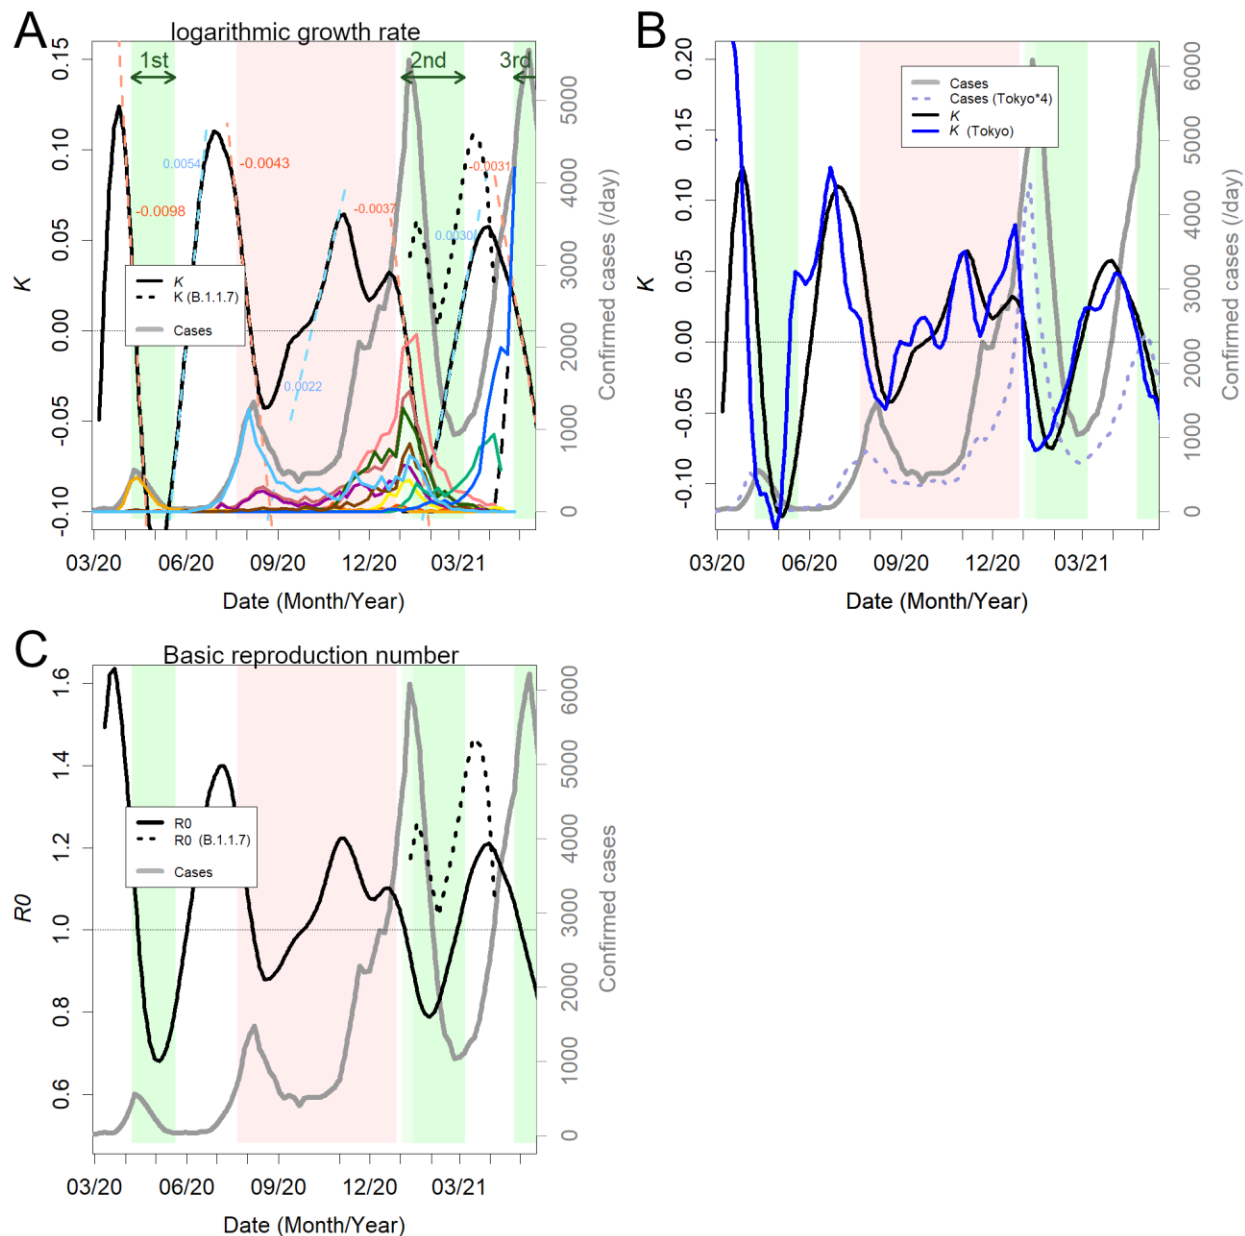 A
logarithmic growth rate
1st
2nd
3rd
0.15
0.10
0.05
0.00
-0.05
-0.10
K
0.0054
-0.0043
-0.0098
-0.0037
-0.0031
0.0030
0.0022
K
K (B.1.1.7)
Cases
5000
4000
3000
2000
1000
0
Confirmed cases (/day)
03/20
06/20
09/20
12/20
03/21
Date (Month/Year)
B
0.20
0.15
0.10
0.05
0.00
-0.05
-0.10
K
Cases
Cases (Tokyo*4)
K
K (Tokyo)
6000
5000
4000
3000
2000
1000
0
Confirmed cases (/day)
03/20
06/20
09/20
12/20
03/21
Date (Month/Year)
C
Basic reproduction number
1.6
1.4
1.2
1.0
0.8
0.6
R0
R0
R0 (B.1.1.7)
Cases
6000
5000
4000
3000
2000
1000
0
Confirmed cases
03/20
06/20
09/20
12/20
03/21
Date (Month/Year)